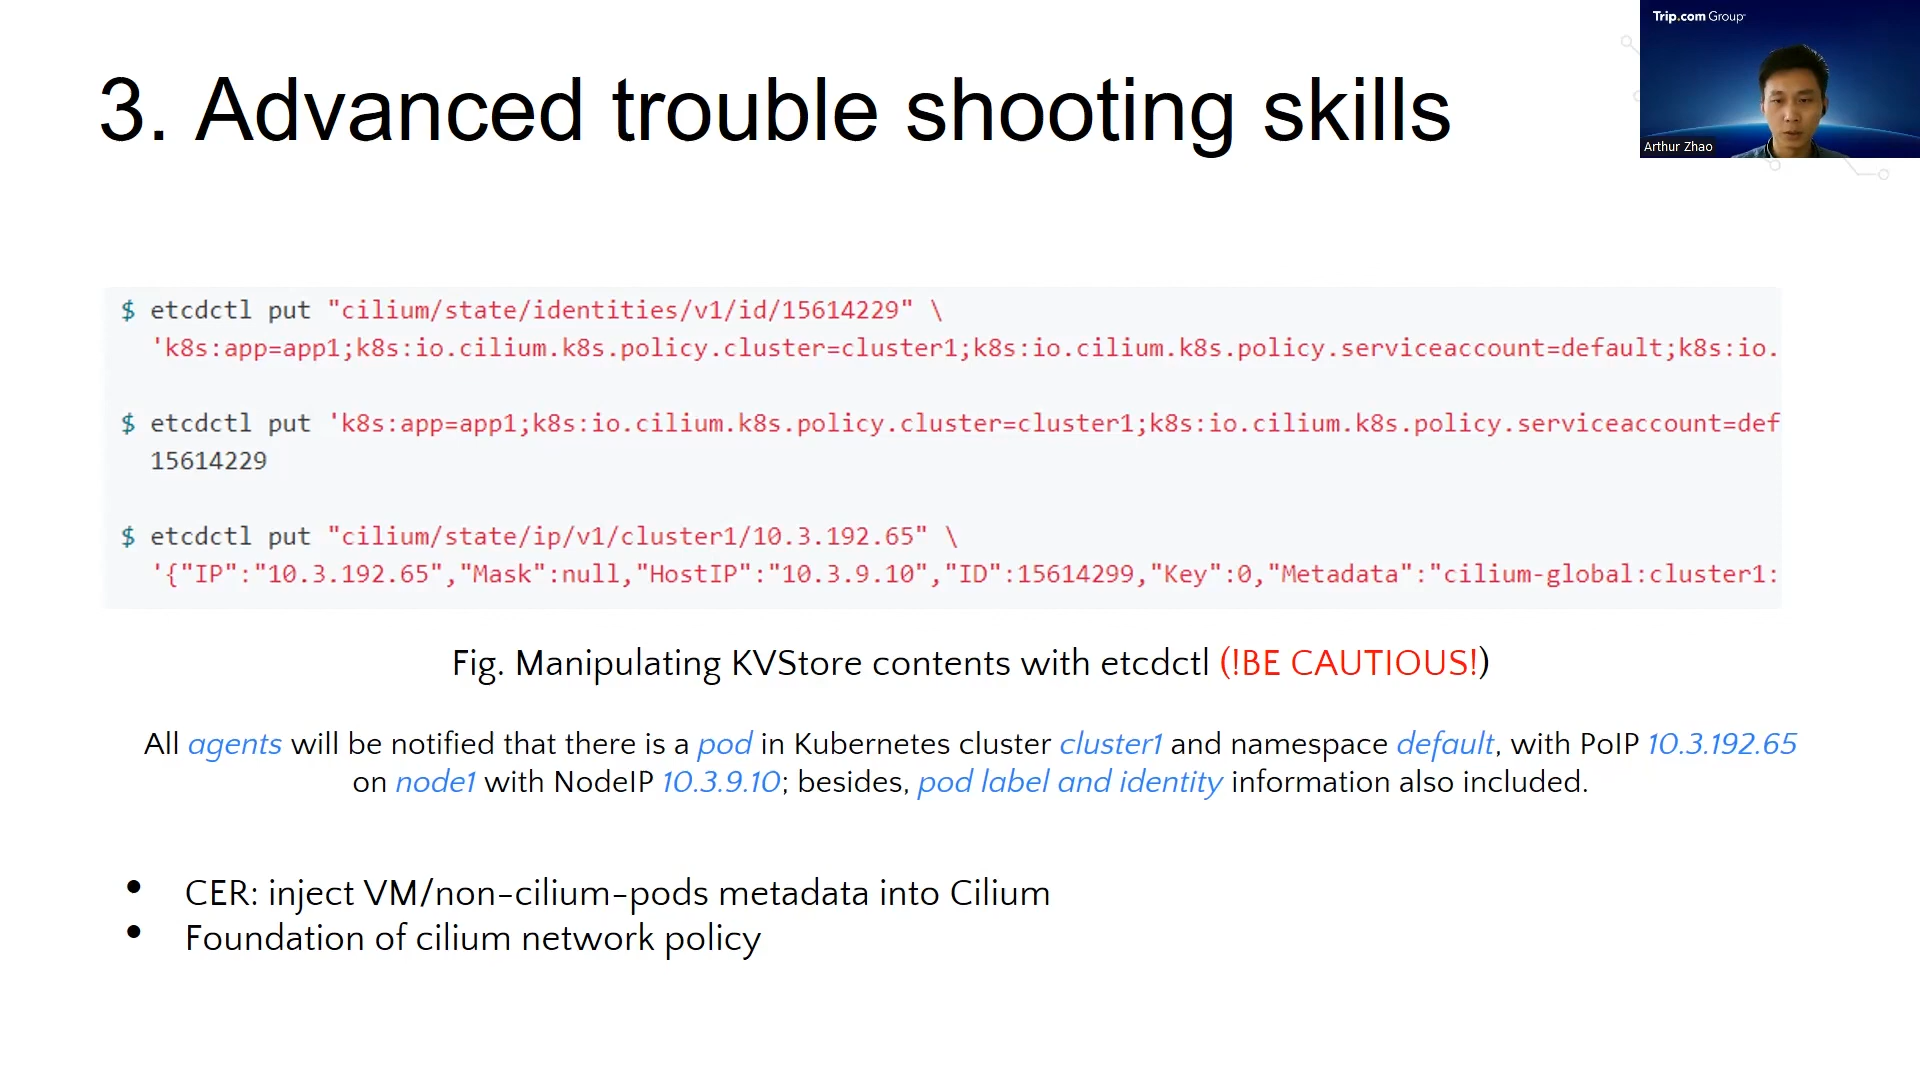 Trip.com Group
3. Advanced trouble shooting skills
Arthur Zhao
$ etcdctl put "cilium/state/identities/v1/id/15614229" \
'k8s:app=app1;k8s:io.cilium.k8s.policy.cluster=cluster1;k8s:io.cilium.k8s.policy.serviceaccount=default;k8s:io.
$ etcdctl put 'k8s:app=app1;k8s:io.cilium.k8s.policy.cluster=cluster1;k8s:io.cilium.k8s.policy.serviceaccount=def
15614229
$ etcdctl put "cilium/state/ip/v1/cluster1/10.3.192.65" \
'{"IP":"10.3.192.65","Mask":null,"HostIP":"10.3.9.10","ID":15614299,"Key":0,"Metadata":"cilium-global:cluster1:
Fig. Manipulating KVStore contents with etcdctl (!BE CAUTIOUS!)
All agents will be notified that there is a pod in Kubernetes cluster cluster1 and namespace default, with PoIP 10.3.192.65
on node1 with NodeIP 10.3.9.10; besides, pod label and identity information also included.
• CER: inject VM/non-cilium-pods metadata into Cilium
• Foundation of cilium network policy